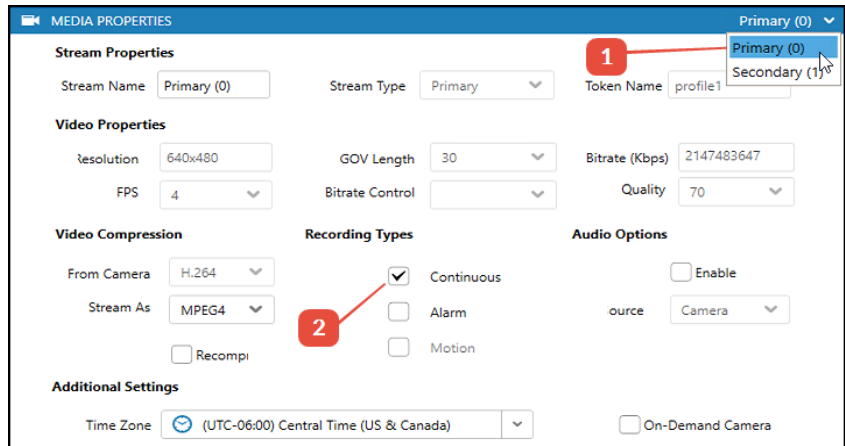 MEDIA PROPERTIES Primary (0)
Primary (0)
Secondary (1)
1
Stream Properties
Stream Name Primary (0) Stream Type Primary Token Name profile1
Video Properties
Resolution 640x480 GOV Length 30 Bitrate (Kbps) 2147483647
FPS 4 Bitrate Control Quality 70
Video Compression Recording Types Audio Options
From Camera H.264 Continuous Enable
Stream As MPEG4 Alarm ource Camera
2
Recompr Motion
Additional Settings
Time Zone (UTC-06:00) Central Time (US & Canada) On-Demand Camera